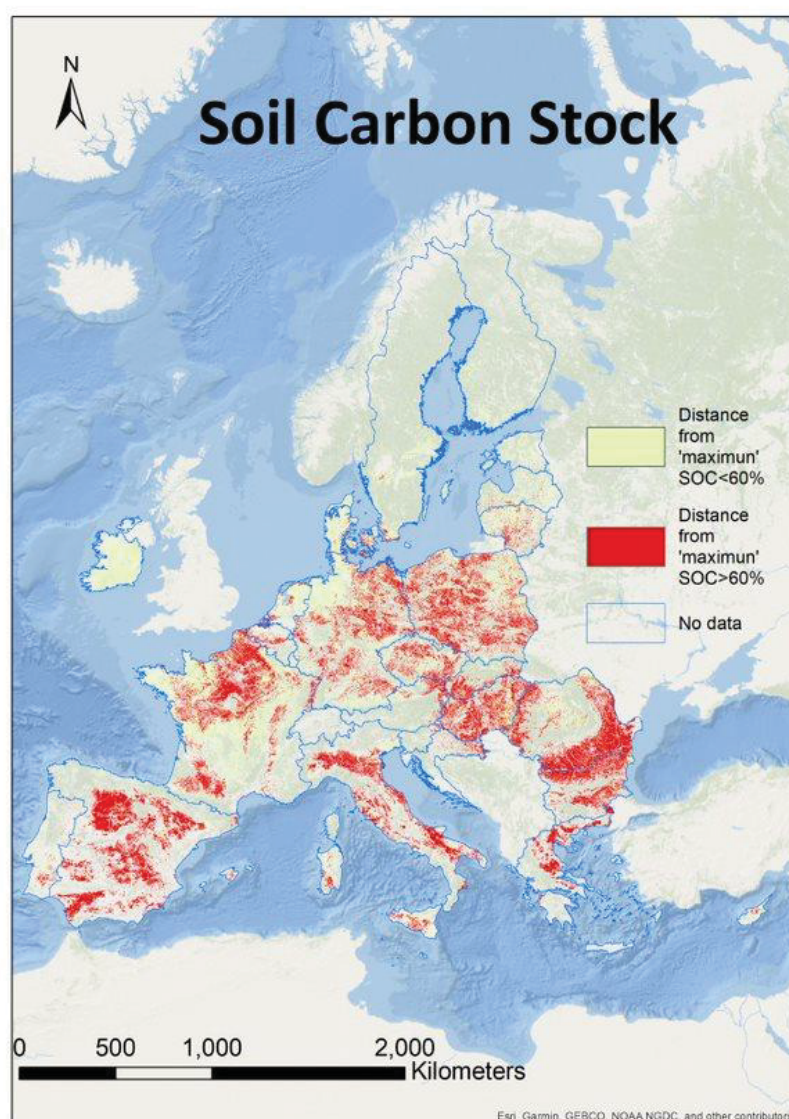 N
Soil Carbon Stock
Distance
from
'maximun'
SOC<60%
Distance
from
'maximun'
SOC>60%
No data
0 500 1,000 2,000
Kilometers
Esri, Garmin, GEBCO, NOAA NGDC, and other contributors